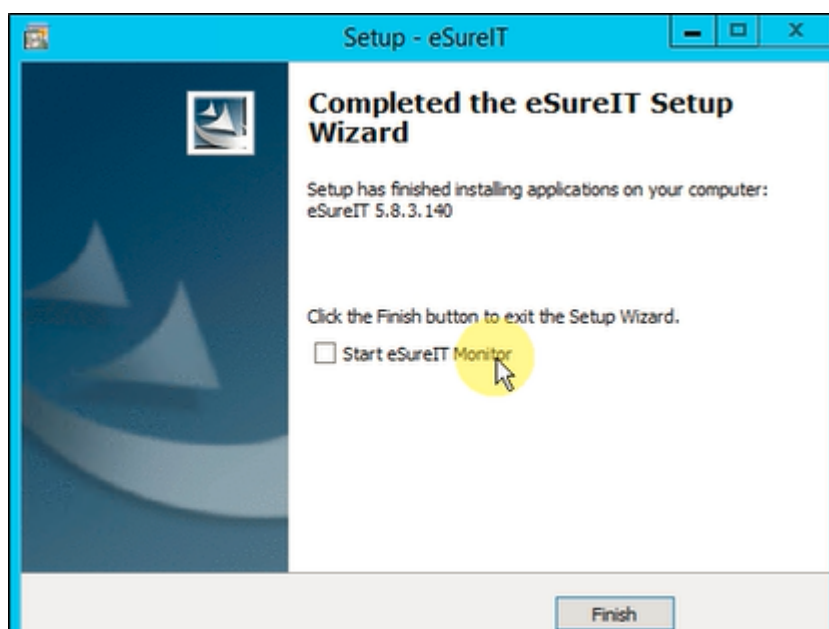 Setup - eSureIT
Completed the eSureIT Setup
Wizard
Setup has finished installing applications on your computer:
eSureIT 5.8.3.140
Click the Finish button to exit the Setup Wizard.
Start eSureIT Monitor
Finish